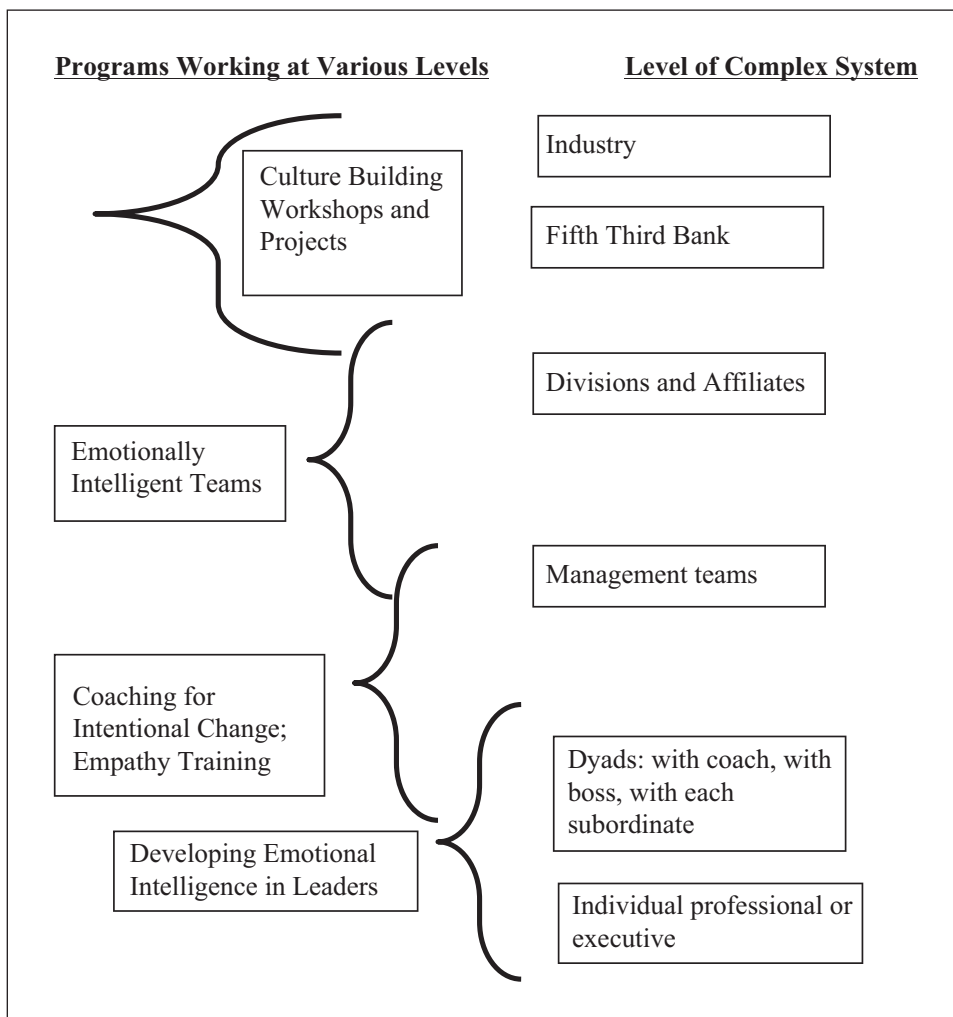 Programs Working at Various Levels
Level of Complex System
Culture Building
Workshops and
Projects
Industry
Fifth Third Bank
Divisions and Affiliates
Emotionally
Intelligent Teams
Management teams
Coaching for
Intentional Change;
Empathy Training
Dyads: with coach, with
boss, with each
subordinate
Developing Emotional
Intelligence in Leaders
Individual professional or
executive